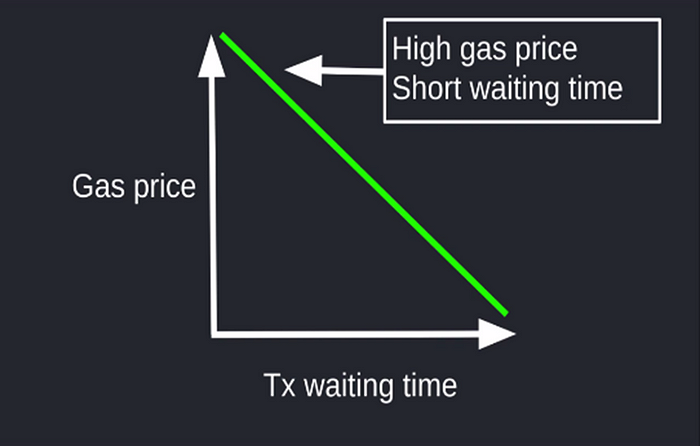 High gas price
Short waiting time
Gas price
Tx waiting time